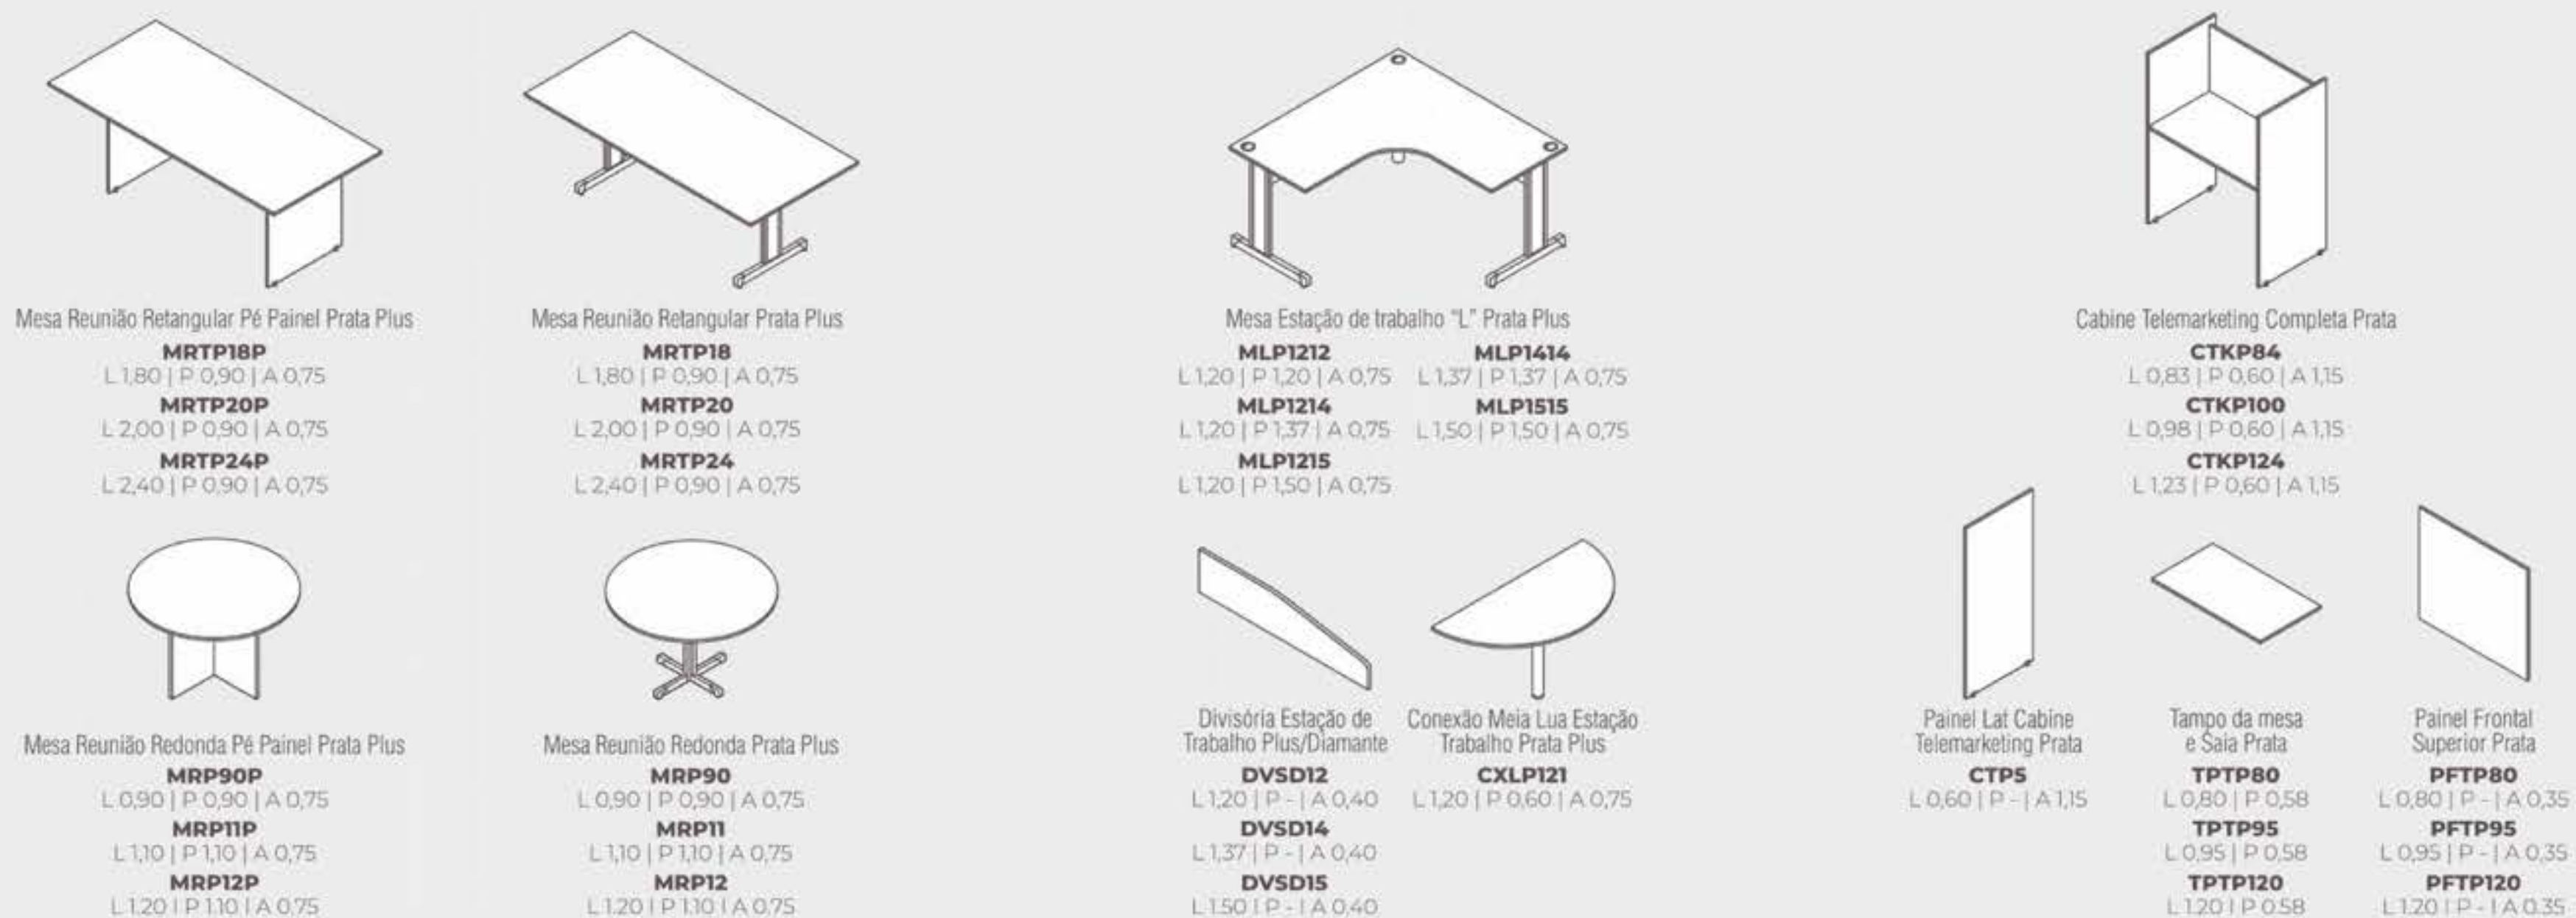 Mesa Reunião Retangular Pé Painel Prata Plus
MRTP18P
L 1,80 | P 0,90 | A 0,75
MRTP20P
L 2,00 | P 0,90 | A 0,75
MRTP24P
L 2,40 | P 0,90 | A 0,75
Mesa Reunião Retangular Prata Plus
MRTP18
L 1,80 | P 0,90 | A 0,75
MRTP20
L 2,00 | P 0,90 | A 0,75
MRTP24
L 2,40 | P 0,90 | A 0,75
Mesa Estação de trabalho "L" Prata Plus
MLP1212
L 1,20 | P 1,20 | A 0,75
MLP1214
L 1,20 | P 1,37 | A 0,75
MLP1215
L 1,20 | P 1,50 | A 0,75
MLP1414
L 1,37 | P 1,37 | A 0,75
MLP1515
L 1,50 | P 1,50 | A 0,75
Cabine Telemarketing Completa Prata
CTKP84
L 0,83 | P 0,60 | A 1,15
CTKP100
L 0,98 | P 0,60 | A 1,15
CTKP124
L 1,23 | P 0,60 | A 1,15
Mesa Reunião Redonda Pé Painel Prata Plus
MRP90P
L 0,90 | P 0,90 | A 0,75
MRP11P
L 1,10 | P 1,10 | A 0,75
MRP12P
L 1,20 | P 1,10 | A 0,75
Mesa Reunião Redonda Prata Plus
MRP90
L 0,90 | P 0,90 | A 0,75
MRP11
L 1,10 | P 1,10 | A 0,75
MRP12
L 1,20 | P 1,10 | A 0,75
Divisória Estação de
Trabalho Plus/Diamante
DVSD12
L 1,20 | P - | A 0,40
DVSD14
L 1,37 | P - | A 0,40
DVSD15
L 1,50 | P - | A 0,40
Conexão Meia Lua Estação
Trabalho Prata Plus
CXLP121
L 1,20 | P 0,60 | A 0,75
Painel Lat Cabine
Telemarketing Prata
CTP5
L 0,60 | P - | A 1,15
Tampo da mesa
e Saia Prata
TPTP80
L 0,80 | P 0,58
TPTP95
L 0,95 | P 0,58
TPTP120
L 1,20 | P 0,58
Painel Frontal
Superior Prata
PFTP80
L 0,80 | P - | A 0,35
PFTP95
L 0,95 | P - | A 0,35
PFTP120
L 1,20 | P - | A 0,35